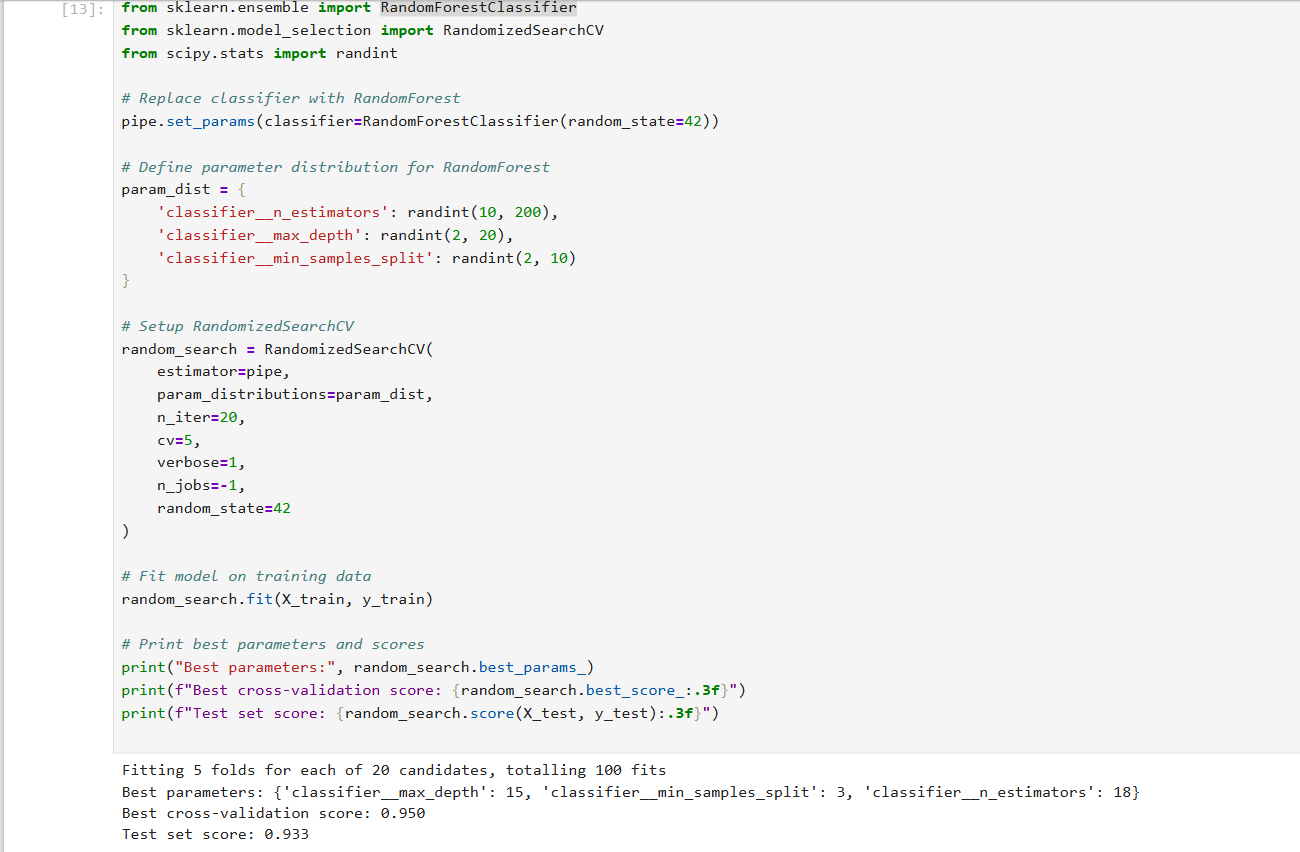 [13]: from sklearn.ensemble import RandomForestClassifier
from sklearn.model_selection import RandomizedSearchCV
from scipy.stats import randint

# Replace classifier with RandomForest
pipe.set_params(classifier=RandomForestClassifier(random_state=42))

# Define parameter distribution for RandomForest
param_dist = {
    'classifier__n_estimators': randint(10, 200),
    'classifier__max_depth': randint(2, 20),
    'classifier__min_samples_split': randint(2, 10)
}

# Setup RandomizedSearchCV
random_search = RandomizedSearchCV(
    estimator=pipe,
    param_distributions=param_dist,
    n_iter=20,
    cv=5,
    verbose=1,
    n_jobs=-1,
    random_state=42
)

# Fit model on training data
random_search.fit(X_train, y_train)

# Print best parameters and scores
print("Best parameters:", random_search.best_params_)
print(f"Best cross-validation score: {random_search.best_score_:.3f}")
print(f"Test set score: {random_search.score(X_test, y_test):.3f}")

Fitting 5 folds for each of 20 candidates, totalling 100 fits
Best parameters: {'classifier__max_depth': 15, 'classifier__min_samples_split': 3, 'classifier__n_estimators': 18}
Best cross-validation score: 0.950
Test set score: 0.933